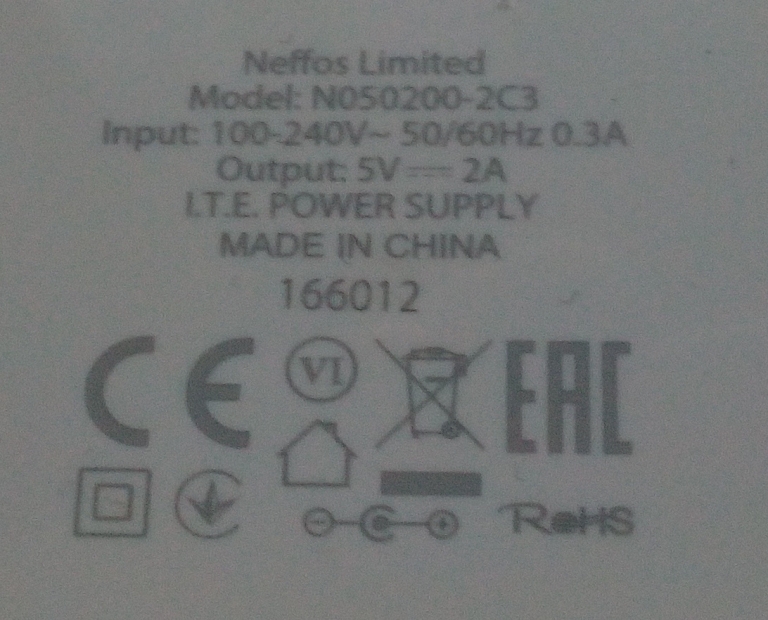 Neffos Limited
Model: N050200-2C3
Input: 100-240V~ 50/60Hz 0.3A
Output: 5V⎓2A
I.T.E. POWER SUPPLY
MADE IN CHINA
166012
CE
VI
EAC
RoHS